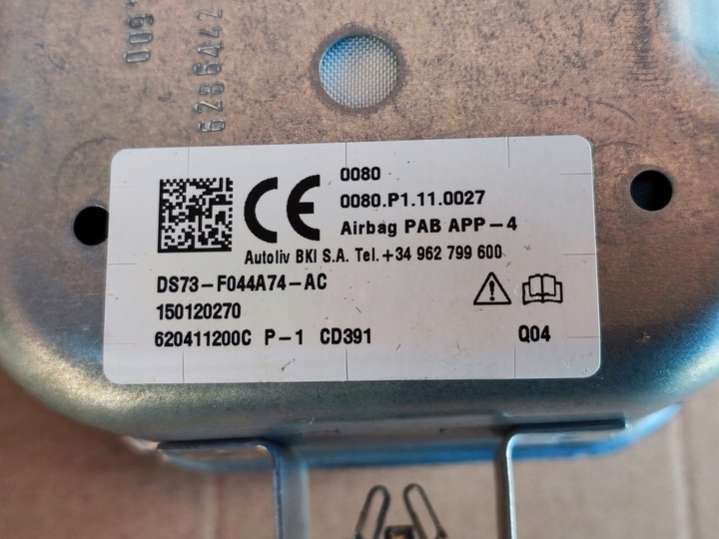 0080
0080.P1.11.0027
Airbag PAB APP-4
Autoliv BKI S.A. Tel.+34 962 799 600
DS73-F044A74-AC
150120270
620411200C P-1 CD391
Q04